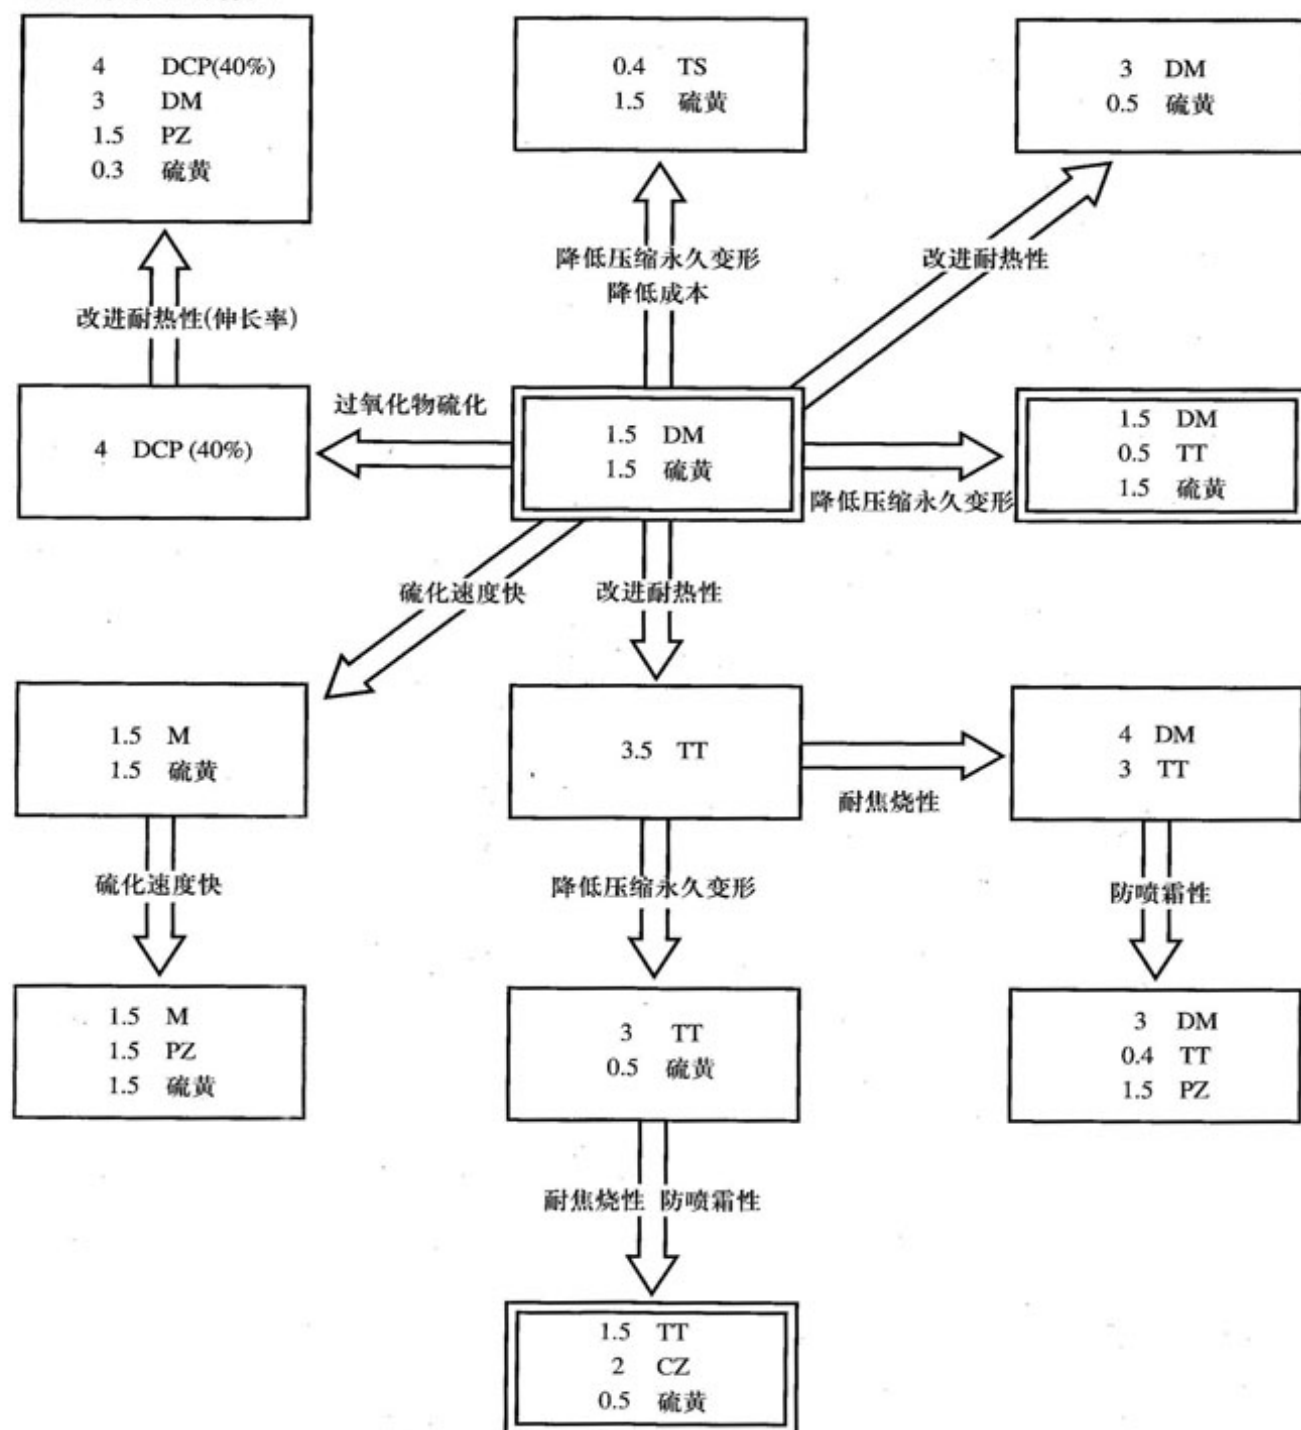 4 DCP(40%)
3 DM
1.5 PZ
0.3 硫黄
0.4 TS
1.5 硫黄
3 DM
0.5 硫黄
改进耐热性(伸长率)
降低压缩永久变形
降低成本
改进耐热性
4 DCP (40%)
过氧化物硫化
1.5 DM
1.5 硫黄
降低压缩永久变形
1.5 DM
0.5 TT
1.5 硫黄
硫化速度快
改进耐热性
1.5 M
1.5 硫黄
3.5 TT
耐焦烧性
4 DM
3 TT
硫化速度快
降低压缩永久变形
防喷霜性
1.5 M
1.5 PZ
1.5 硫黄
3 TT
0.5 硫黄
3 DM
0.4 TT
1.5 PZ
耐焦烧性 防喷霜性
1.5 TT
2 CZ
0.5 硫黄